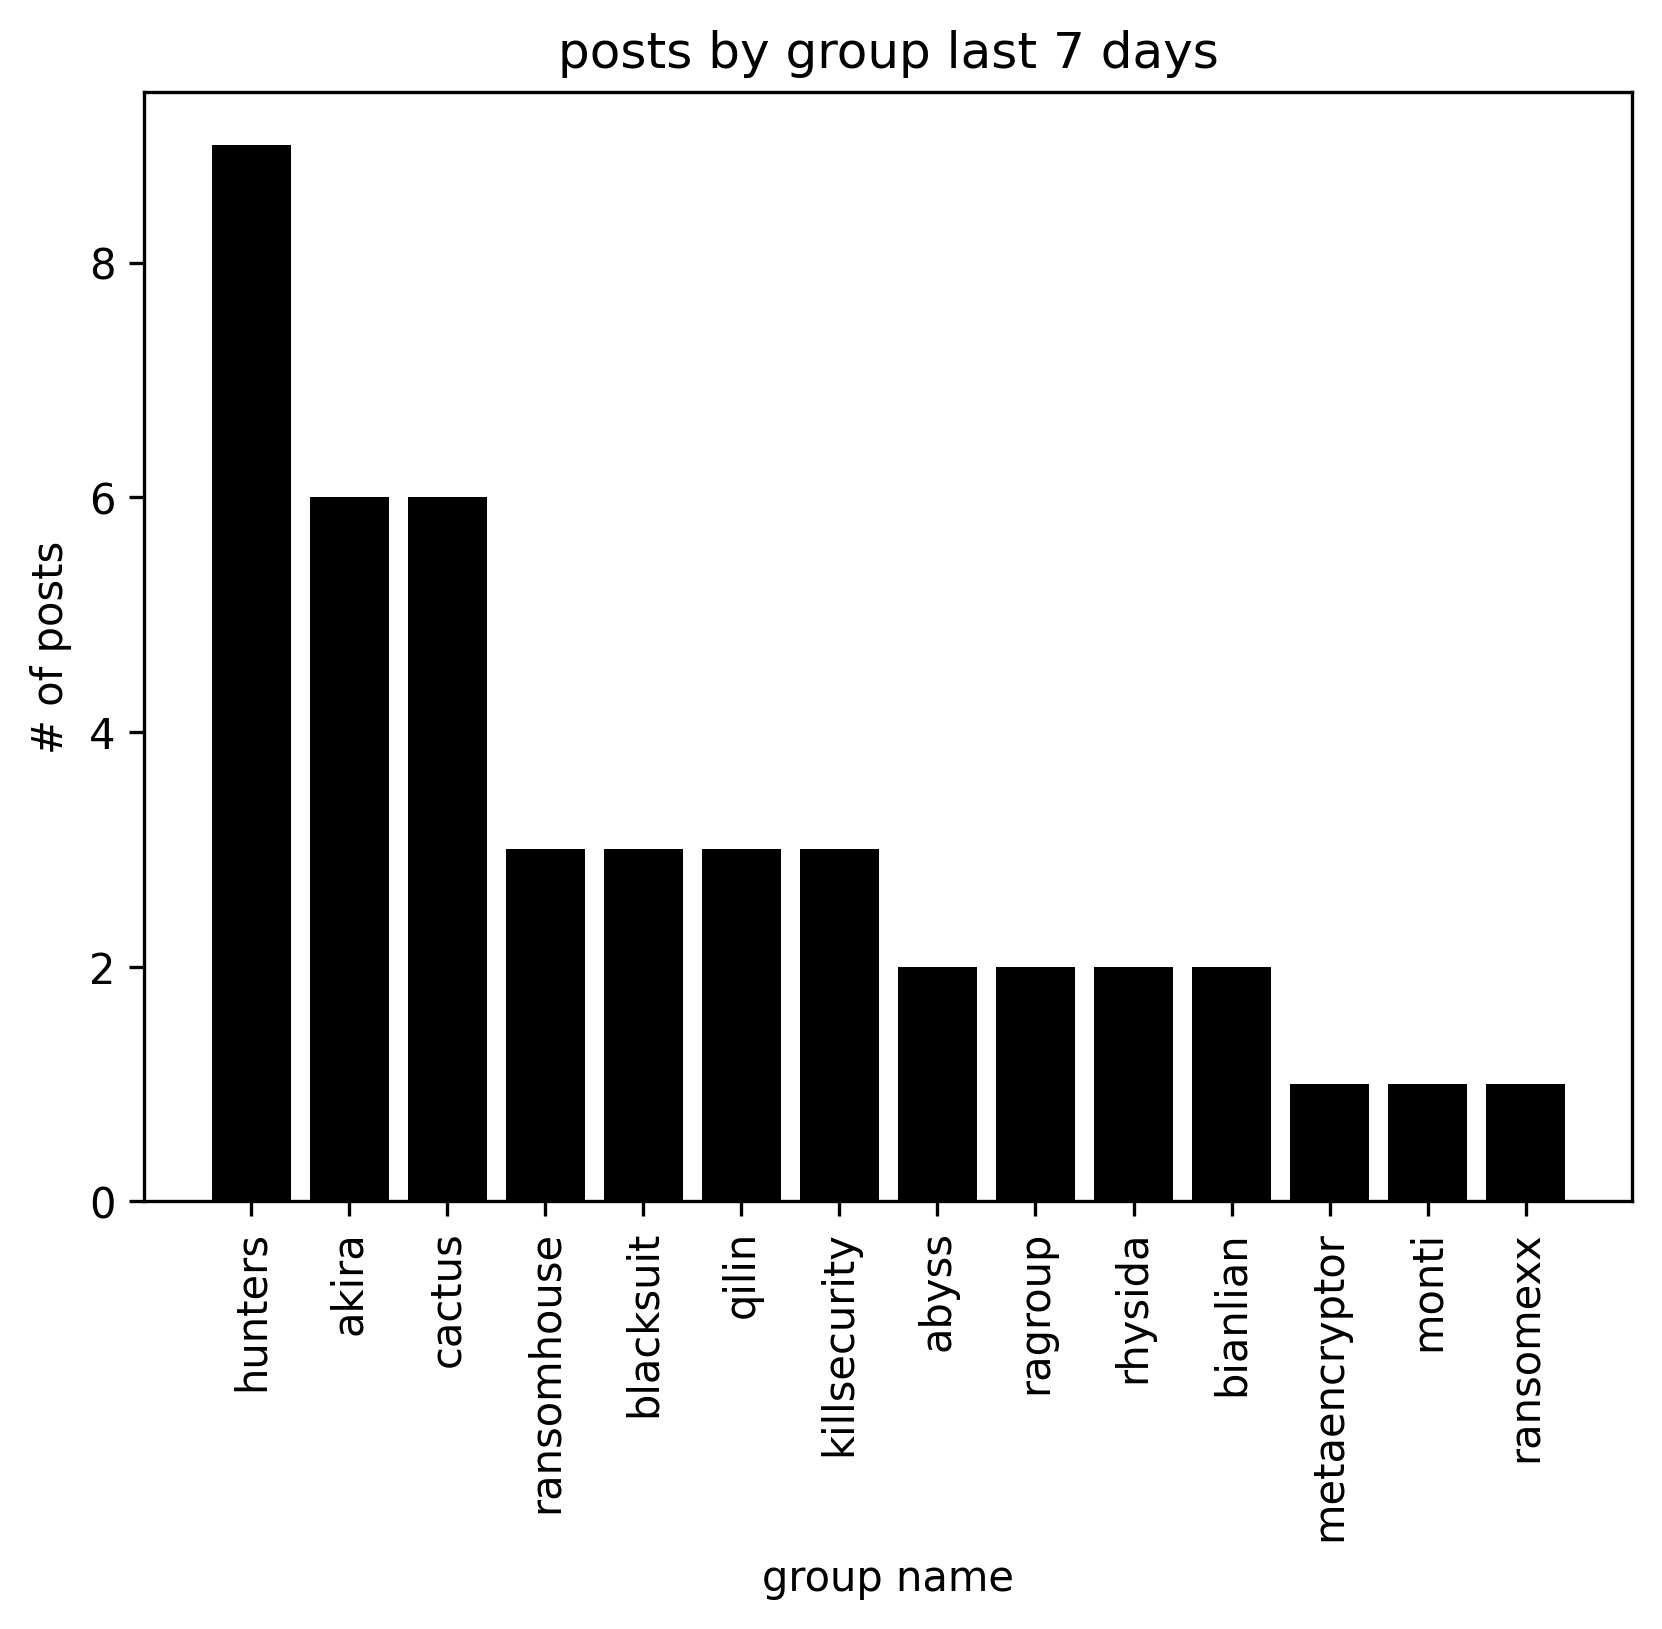 posts by group last 7 days
# of posts
8
6
4
2
0
hunters
akira
cactus
ransomhouse
blacksuit
qilin
killsecurity
abyss
ragroup
rhysida
bianlian
metaencryptor
monti
ransomexx
group name